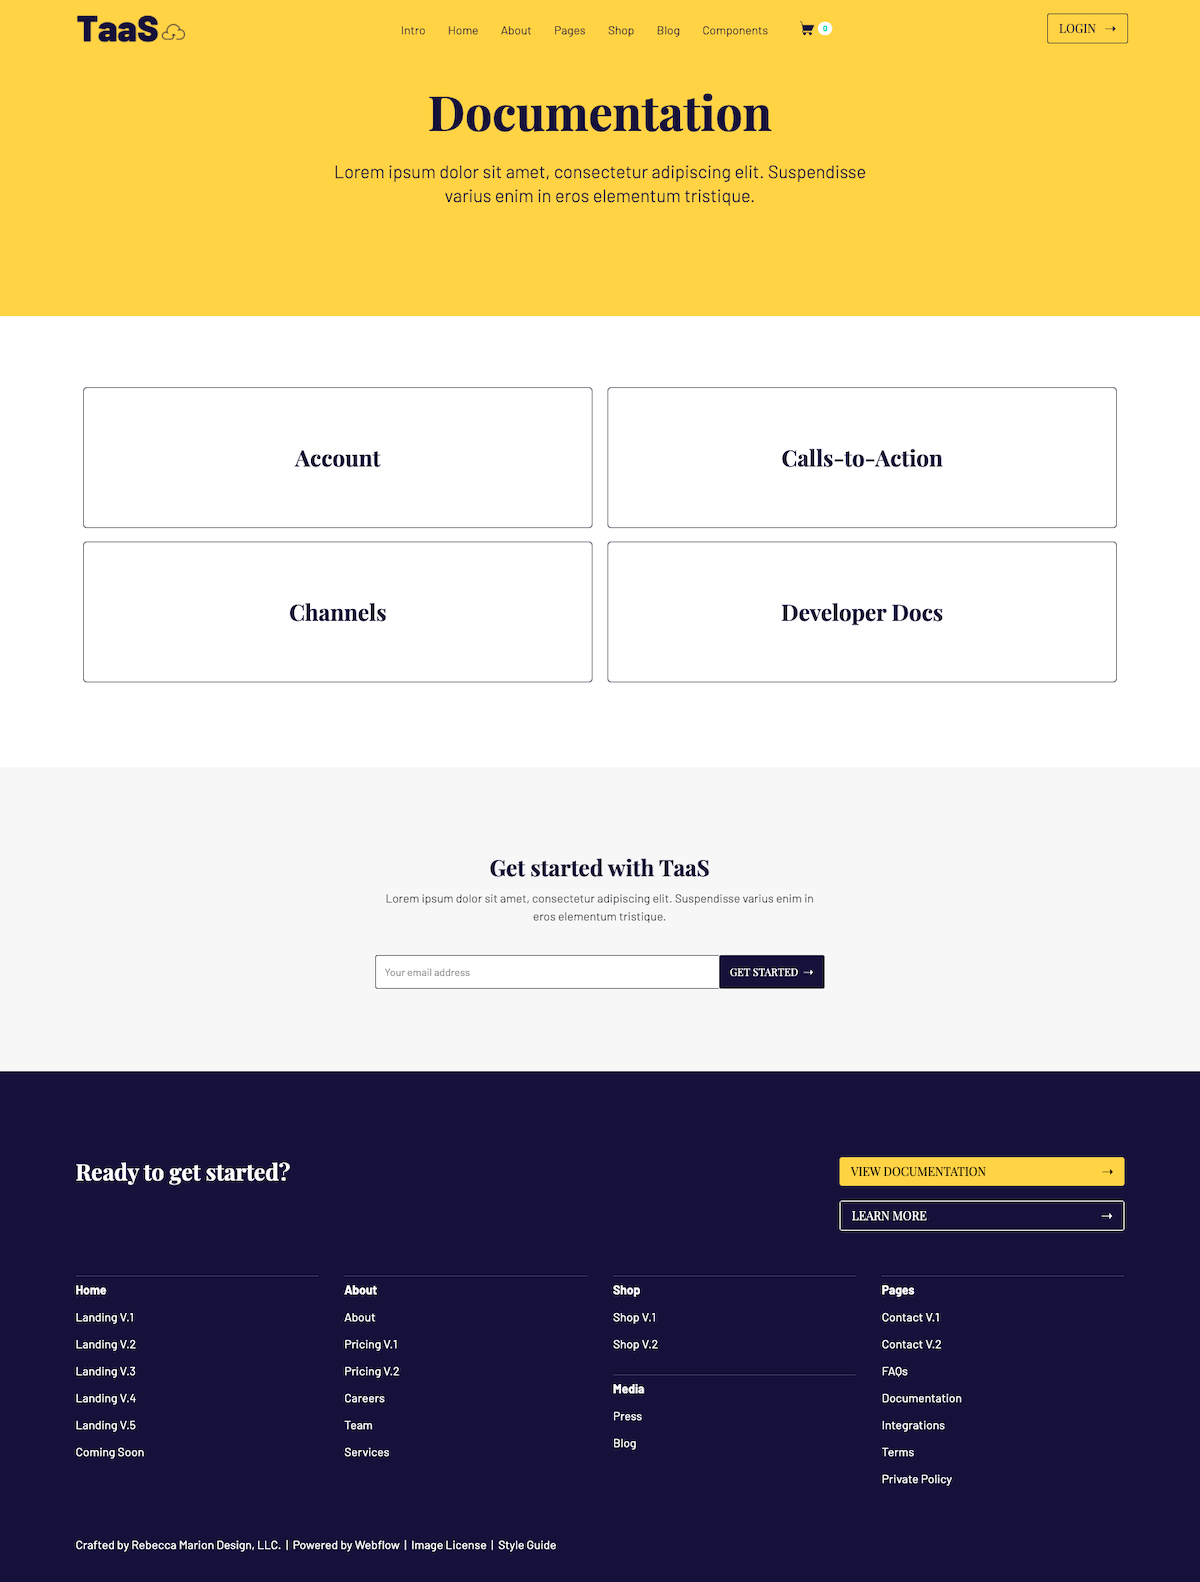 TaaS
Intro Home About Pages Shop Blog Components 0
LOGIN →
Documentation
Lorem ipsum dolor sit amet, consectetur adipiscing elit. Suspendisse
varius enim in eros elementum tristique.
Account
Calls-to-Action
Channels
Developer Docs
Get started with TaaS
Lorem ipsum dolor sit amet, consectetur adipiscing elit. Suspendisse varius enim in
eros elementum tristique.
Your email address
GET STARTED →
Ready to get started?
VIEW DOCUMENTATION →
LEARN MORE →
Home
Landing V.1
Landing V.2
Landing V.3
Landing V.4
Landing V.5
Coming Soon
About
About
Pricing V.1
Pricing V.2
Careers
Team
Services
Shop
Shop V.1
Shop V.2
Media
Press
Blog
Pages
Contact V.1
Contact V.2
FAQs
Documentation
Integrations
Terms
Private Policy
Crafted by Rebecca Marion Design, LLC. | Powered by Webflow | Image License | Style Guide